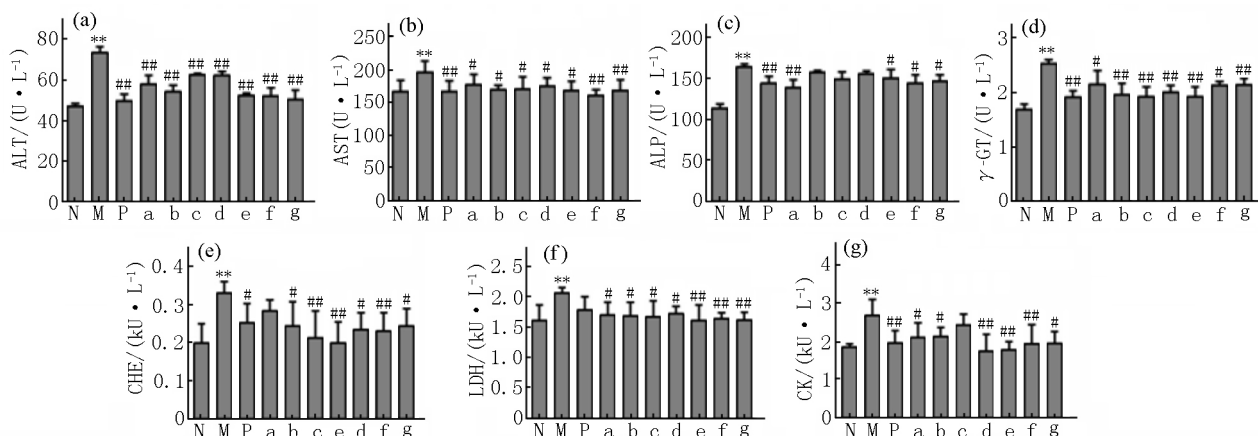 (a)
ALT/(U·L⁻¹)
80
60
40
20
0
** ## ## ## ## ## ## ## ##
N M P a b c d e f g
(b)
AST(U·L⁻¹)
250
200
150
100
50
0
** ## # # # # # ## ##
N M P a b c d e f g
(c)
ALP/(U·L⁻¹)
200
150
100
50
0
** ## ## # # #
N M P a b c d e f g
(d)
γ-GT/(U·L⁻¹)
3
2
1
0
** ## # ## ## ## ## # ##
N M P a b c d e f g
(e)
CHE/(kU·L⁻¹)
0.4
0.3
0.2
0.1
0
** # # ## ## # ## #
N M P a b c e d f g
(f)
LDH/(kU·L⁻¹)
2.5
2.0
1.5
1.0
0.5
0
** # # # # ## ## ##
N M P a b c d e f g
(g)
CK/(kU·L⁻¹)
4
3
2
1
0
** ## # # ## ## ## #
N M P a b c d e f g